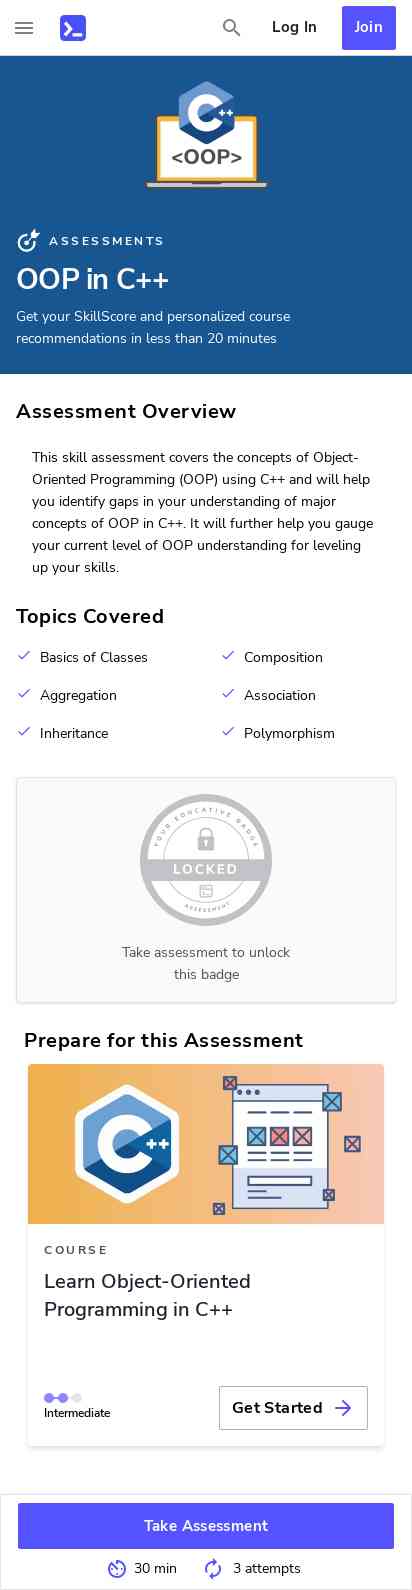 Log In
Join
C++
<OOP>
ASSESSMENTS
OOP in C++
Get your SkillScore and personalized course
recommendations in less than 20 minutes
Assessment Overview
This skill assessment covers the concepts of Object-
Oriented Programming (OOP) using C++ and will help
you identify gaps in your understanding of major
concepts of OOP in C++. It will further help you gauge
your current level of OOP understanding for leveling
up your skills.
Topics Covered
Basics of Classes
Composition
Aggregation
Association
Inheritance
Polymorphism
YOUR EDUCATIVE BADGE
LOCKED
ASSESSMENT
Take assessment to unlock
this badge
Prepare for this Assessment
C++
COURSE
Learn Object-Oriented
Programming in C++
Intermediate
Get Started
Take Assessment
30 min
3 attempts